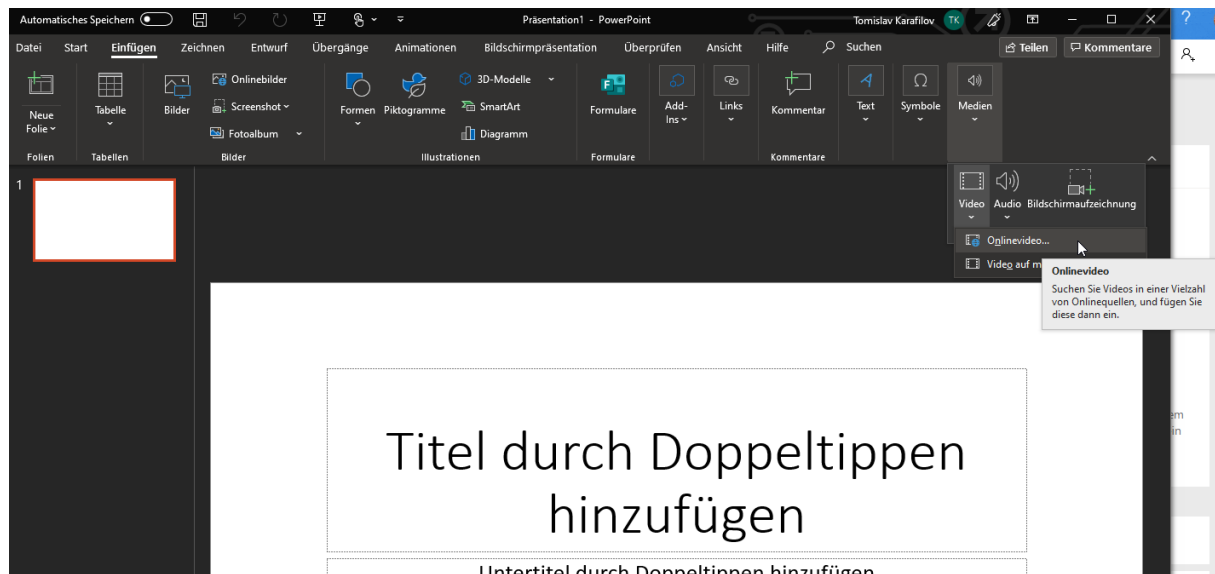 Automatisches Speichern
Präsentation1 - PowerPoint
Tomislav Karafilov
TK
?
Datei Start Einfügen Zeichnen Entwurf Übergänge Animationen Bildschirmpräsentation Überprüfen Ansicht Hilfe Suchen
Teilen
Kommentare
Neue
Folie
Tabelle
Bilder
Onlinebilder
Screenshot
Fotoalbum
Formen
Piktogramme
3D-Modelle
SmartArt
Diagramm
Formulare
Add-
Ins
Links
Kommentar
Text
Symbole
Medien
Folien Tabellen Bilder Illustrationen Formulare Kommentare
Video Audio Bildschirmaufzeichnung
Onlinevideo...
Video auf m
Onlinevideo
Suchen Sie Videos in einer Vielzahl
von Onlinequellen, und fügen Sie
diese dann ein.
1
Titel durch Doppeltippen
hinzufügen
Untertitel durch Doppeltippen hinzufügen
em
in